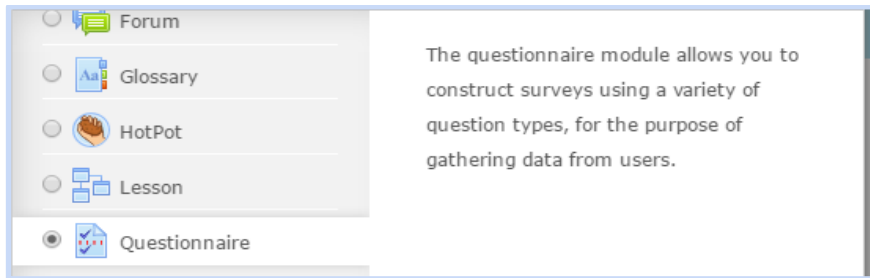 Forum
Glossary
HotPot
Lesson
Questionnaire
The questionnaire module allows you to
construct surveys using a variety of
question types, for the purpose of
gathering data from users.